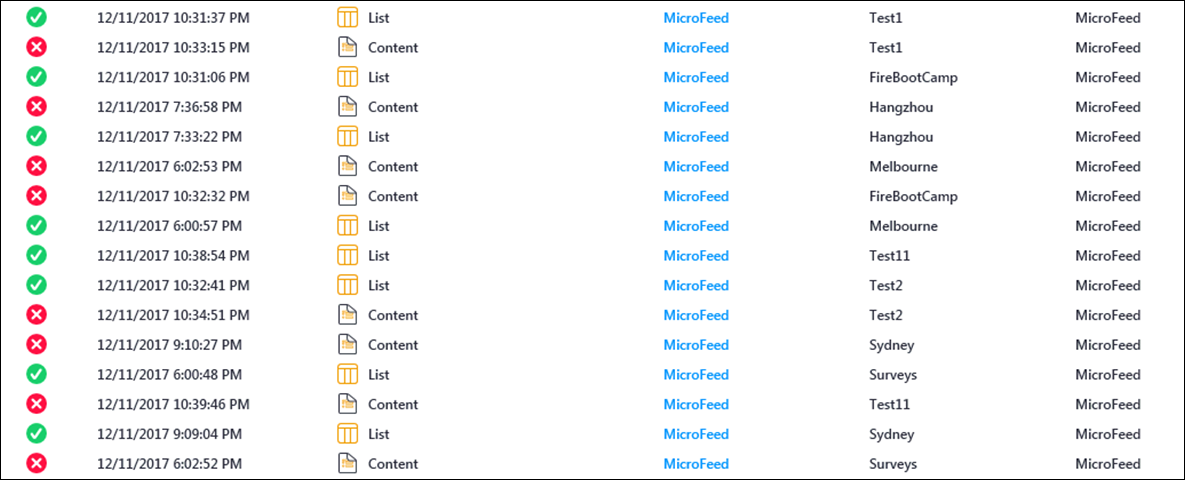 12/11/2017 10:31:37 PM List MicroFeed Test1 MicroFeed
12/11/2017 10:33:15 PM Content MicroFeed Test1 MicroFeed
12/11/2017 10:31:06 PM List MicroFeed FireBootCamp MicroFeed
12/11/2017 7:36:58 PM Content MicroFeed Hangzhou MicroFeed
12/11/2017 7:33:22 PM List MicroFeed Hangzhou MicroFeed
12/11/2017 6:02:53 PM Content MicroFeed Melbourne MicroFeed
12/11/2017 10:32:32 PM Content MicroFeed FireBootCamp MicroFeed
12/11/2017 6:00:57 PM List MicroFeed Melbourne MicroFeed
12/11/2017 10:38:54 PM List MicroFeed Test11 MicroFeed
12/11/2017 10:32:41 PM List MicroFeed Test2 MicroFeed
12/11/2017 10:34:51 PM Content MicroFeed Test2 MicroFeed
12/11/2017 9:10:27 PM Content MicroFeed Sydney MicroFeed
12/11/2017 6:00:48 PM List MicroFeed Surveys MicroFeed
12/11/2017 10:39:46 PM Content MicroFeed Test11 MicroFeed
12/11/2017 9:09:04 PM List MicroFeed Sydney MicroFeed
12/11/2017 6:02:52 PM Content MicroFeed Surveys MicroFeed